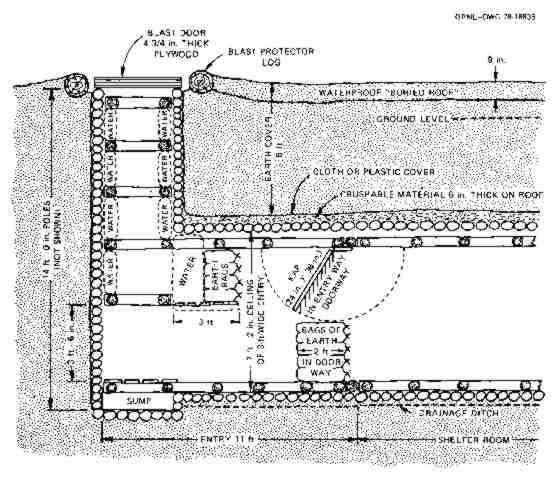 ORNL-DWG 78-18833
BLAST DOOR
4 3/4 in. THICK
PLYWOOD
BLAST PROTECTOR
LOG
9 in.
WATERPROOF "BURIED ROOF"
GROUND LEVEL
EARTH COVER
8 ft
CLOTH OR PLASTIC COVER
CRUSHABLE MATERIAL 6 in. THICK ON ROOF
WATER
WATER
WATER
WATER
WATER
WATER
WATER
WATER
WATER
14 ft 0 in. POLES
(NOT SHOWN)
WATER
EARTH
BAGS
3 ft
7 ft 2 in. CEILING
OF 3-ft-WIDE ENTRY
KAP
24 in. 36 in.
IN ENTRY WAY
DOORWAY
BAGS OF
EARTH
2 ft
IN DOOR
WAY
3 ft 6 in.
SUMP
DRAINAGE DITCH
ENTRY 11 ft
SHELTER ROOM